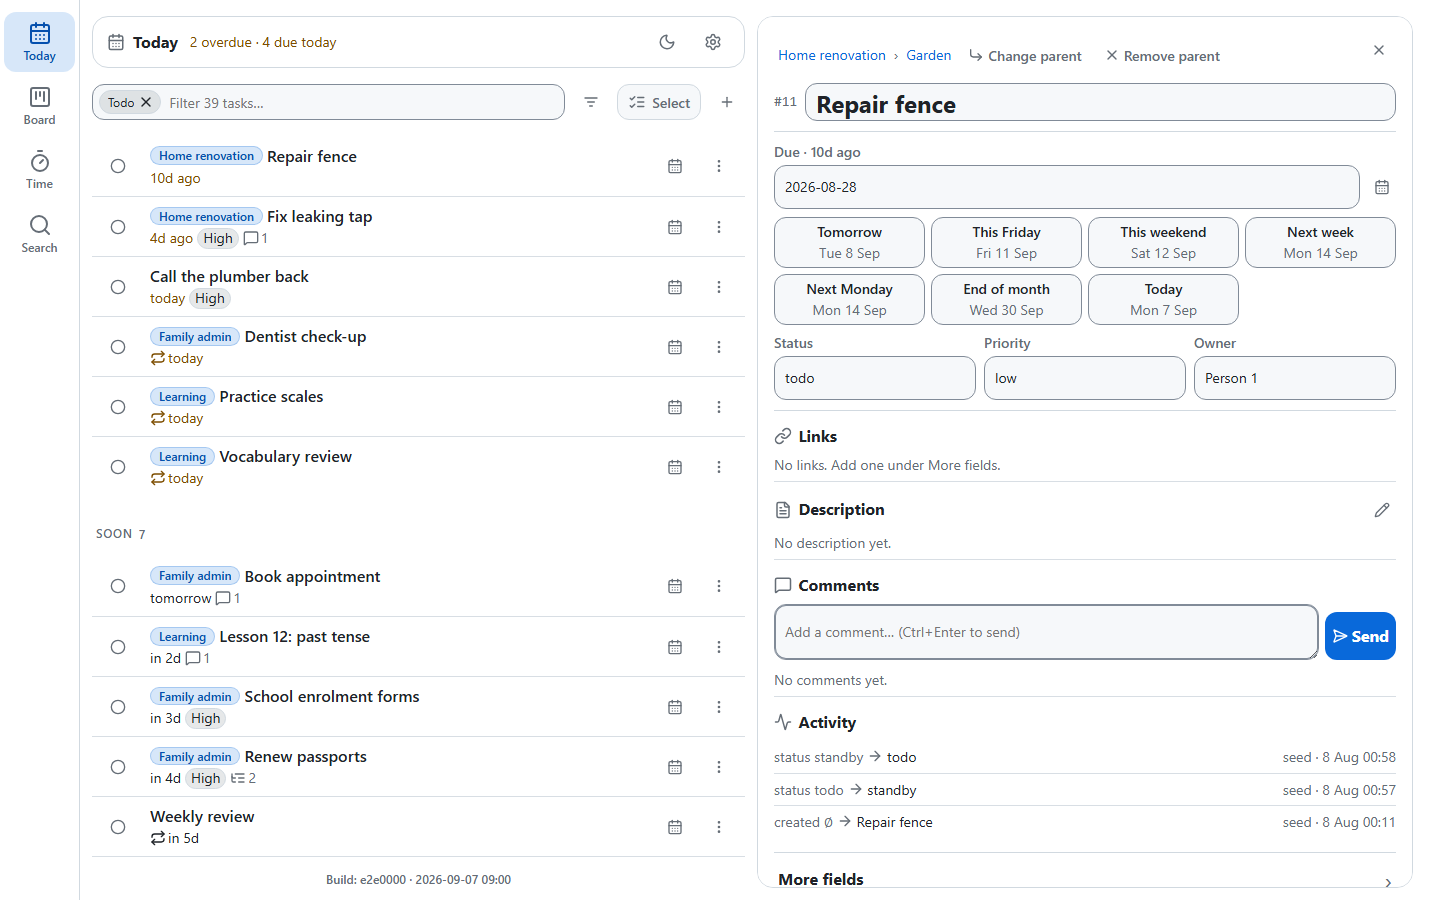 Today
Board
Time
Search
Today 2 overdue · 4 due today
Todo Filter 39 tasks...
Select
Home renovation Repair fence
10d ago
Home renovation Fix leaking tap
4d ago High 1
Call the plumber back
today High
Family admin Dentist check-up
today
Learning Practice scales
today
Learning Vocabulary review
today
SOON 7
Family admin Book appointment
tomorrow 1
Learning Lesson 12: past tense
in 2d 1
Family admin School enrolment forms
in 3d High
Family admin Renew passports
in 4d High 2
Weekly review
in 5d
Build: e2e0000 · 2026-09-07 09:00
Home renovation › Garden Change parent Remove parent
#11 Repair fence
Due · 10d ago
2026-08-28
Tomorrow This Friday This weekend Next week
Tue 8 Sep Fri 11 Sep Sat 12 Sep Mon 14 Sep
Next Monday End of month Today
Mon 14 Sep Wed 30 Sep Mon 7 Sep
Status Priority Owner
todo low Person 1
Links
No links. Add one under More fields.
Description
No description yet.
Comments
Add a comment... (Ctrl+Enter to send) Send
No comments yet.
Activity
status standby → todo seed · 8 Aug 00:58
status todo → standby seed · 8 Aug 00:57
created ∅ → Repair fence seed · 8 Aug 00:11
More fields